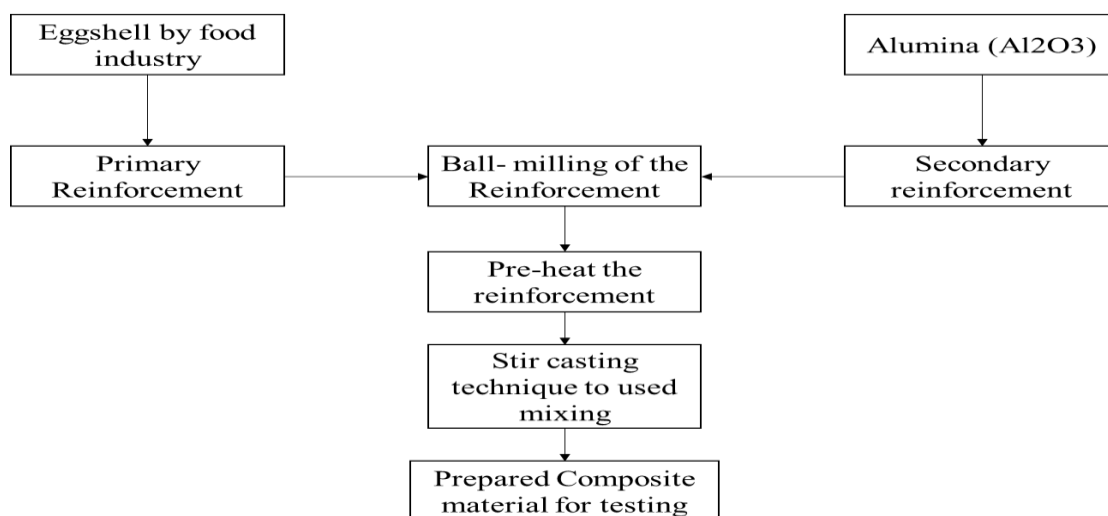 Eggshell by food
industry
Alumina (Al2O3)
Primary
Reinforcement
Ball- milling of the
Reinforcement
Secondary
reinforcement
Pre-heat the
reinforcement
Stir casting
technique to used
mixing
Prepared Composite
material for testing